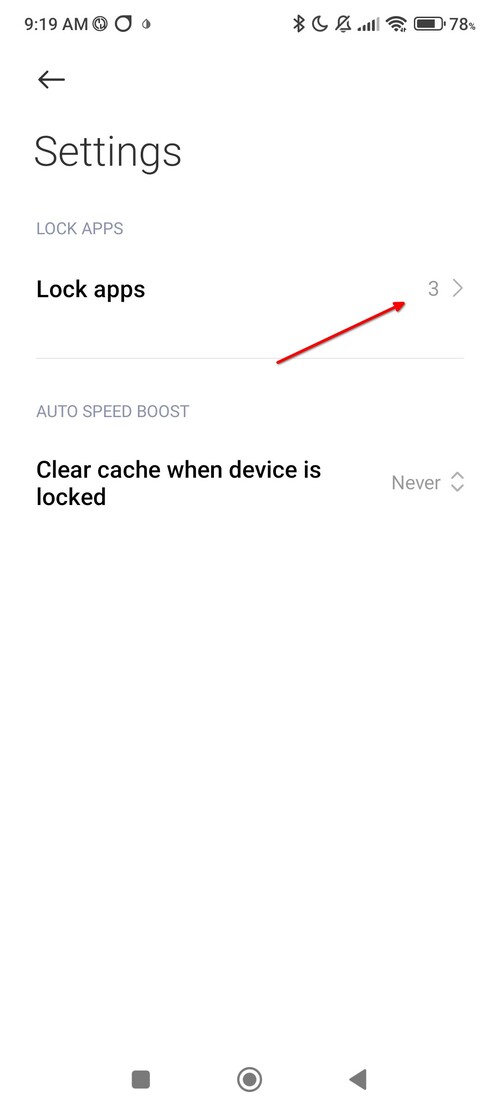 9:19 AM 78%
Settings
LOCK APPS
Lock apps 3
AUTO SPEED BOOST
Clear cache when device is
locked
Never